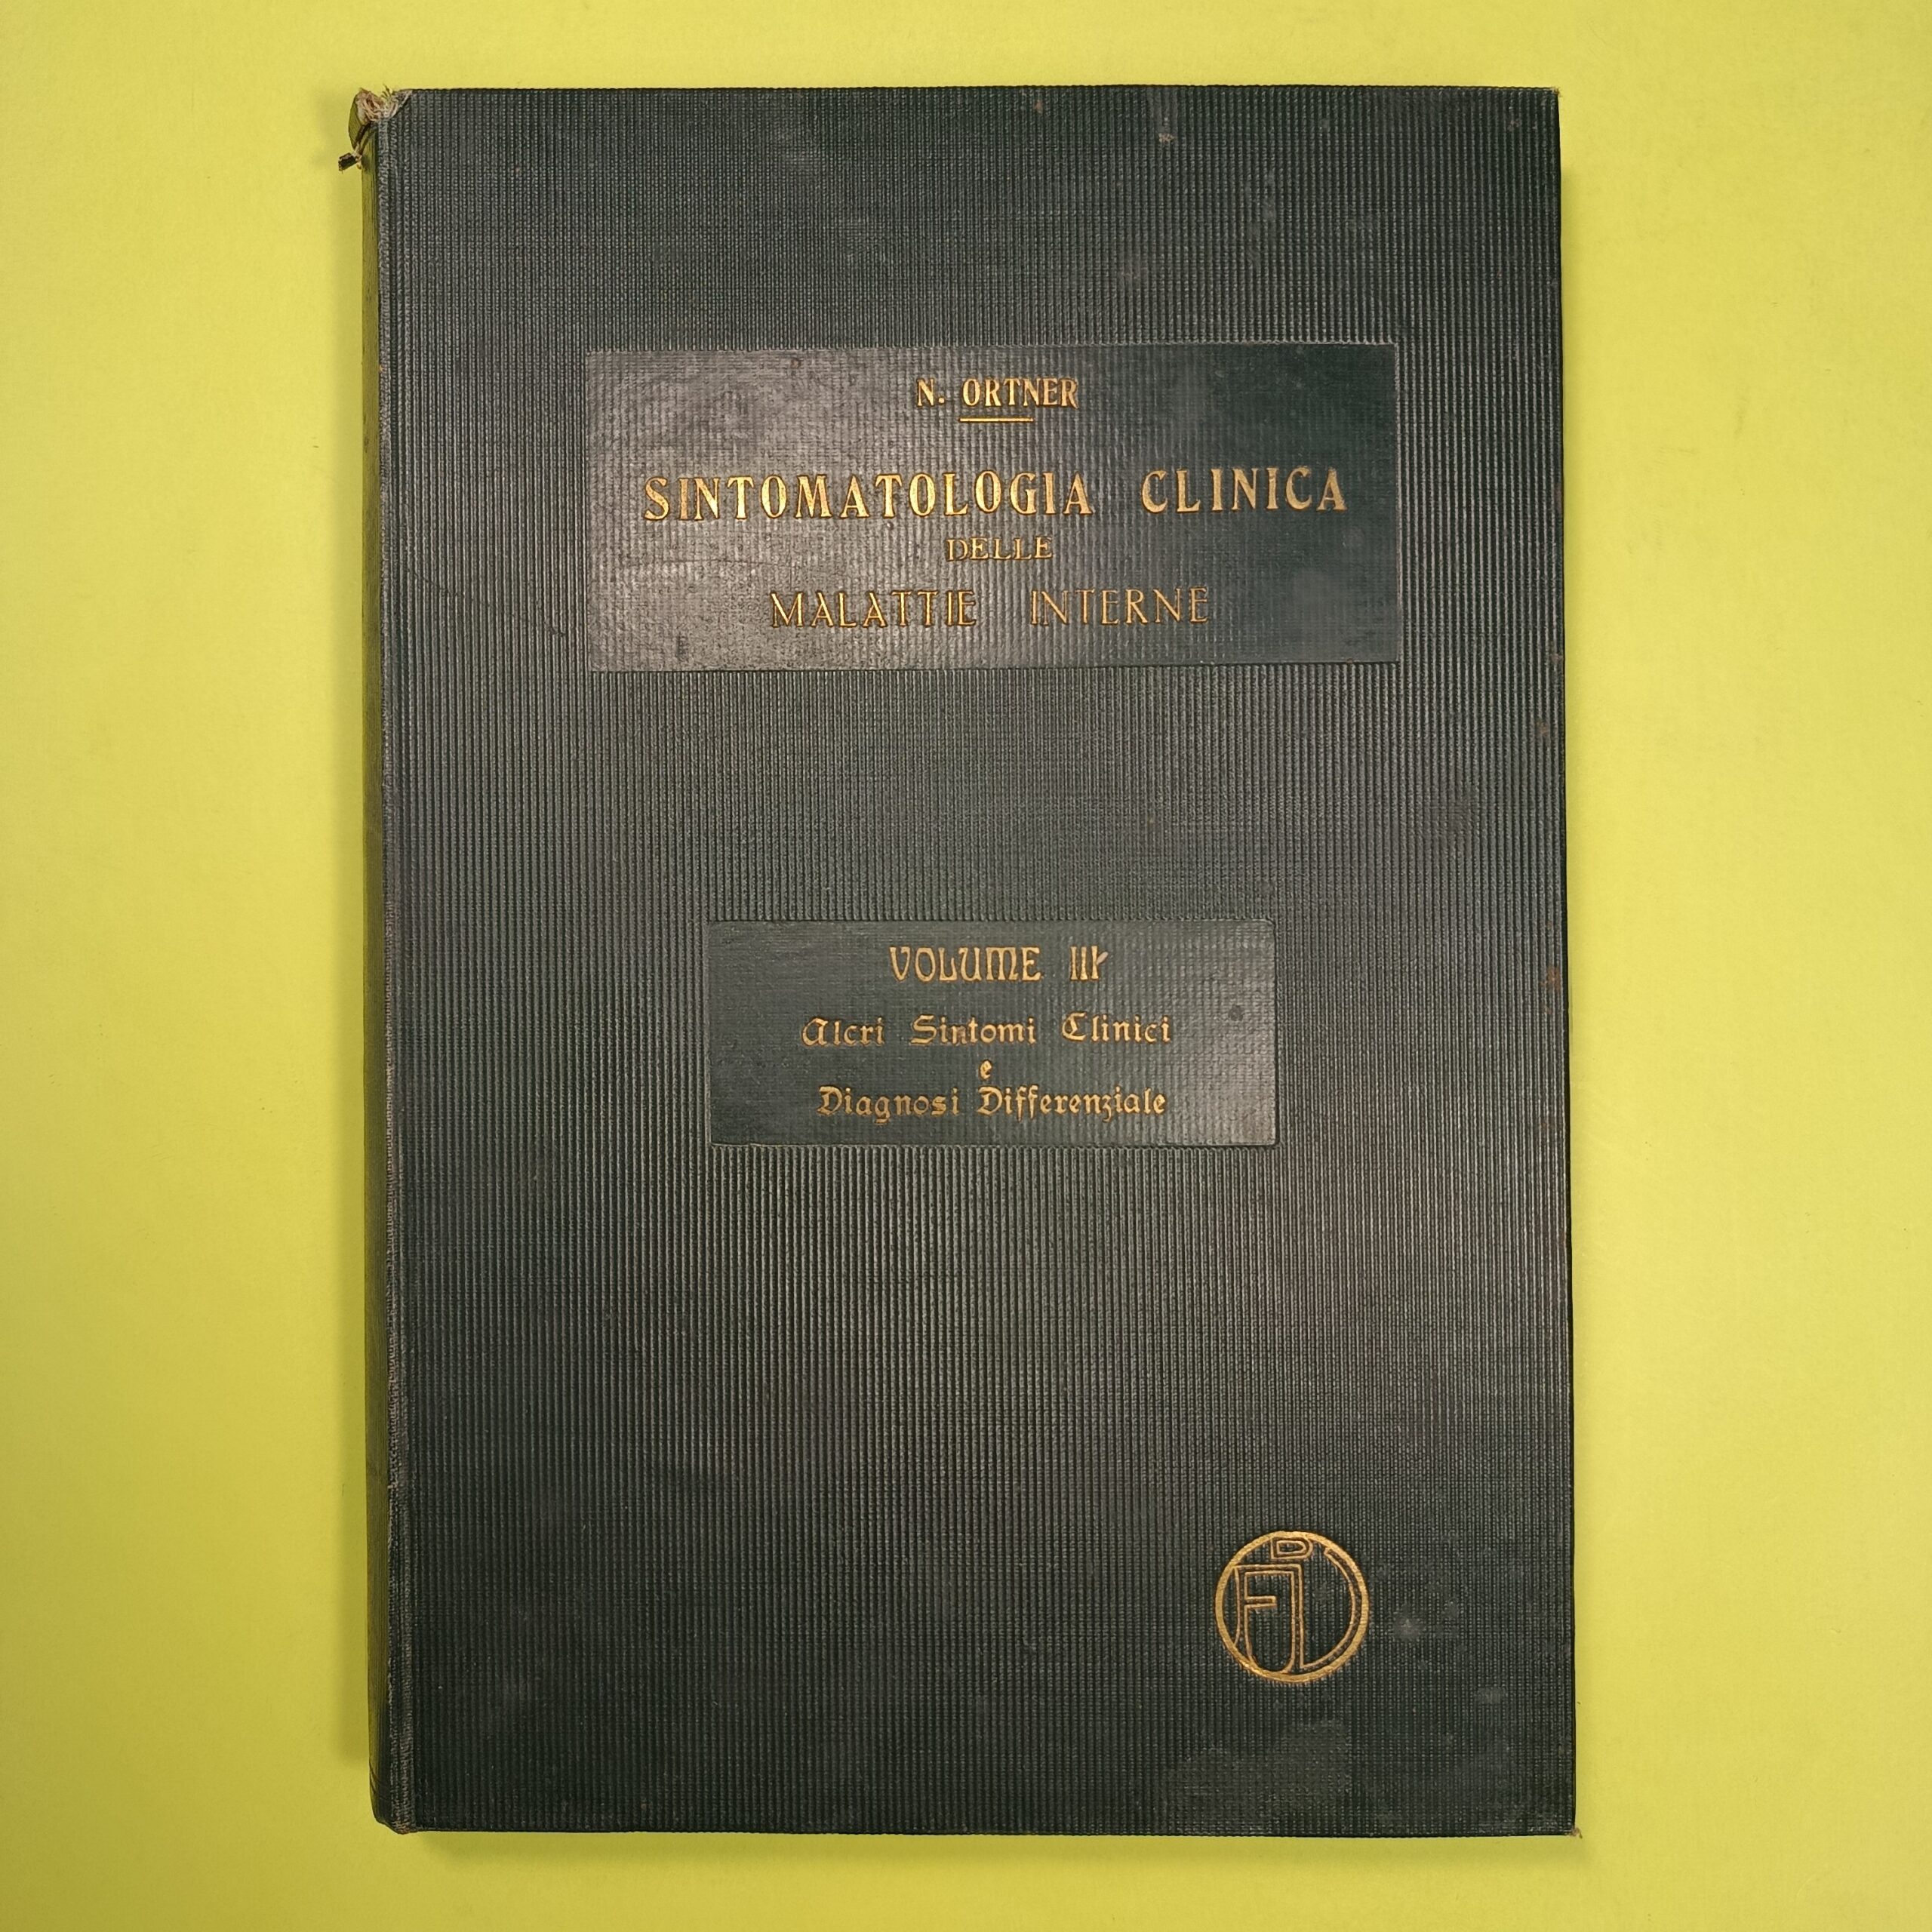 N. ORTNER
SINTOMATOLOGIA CLINICA
DELLE
MALATTIE INTERNE
VOLUME III
Altri Sintomi Clinici
e
Diagnosi Differenziale